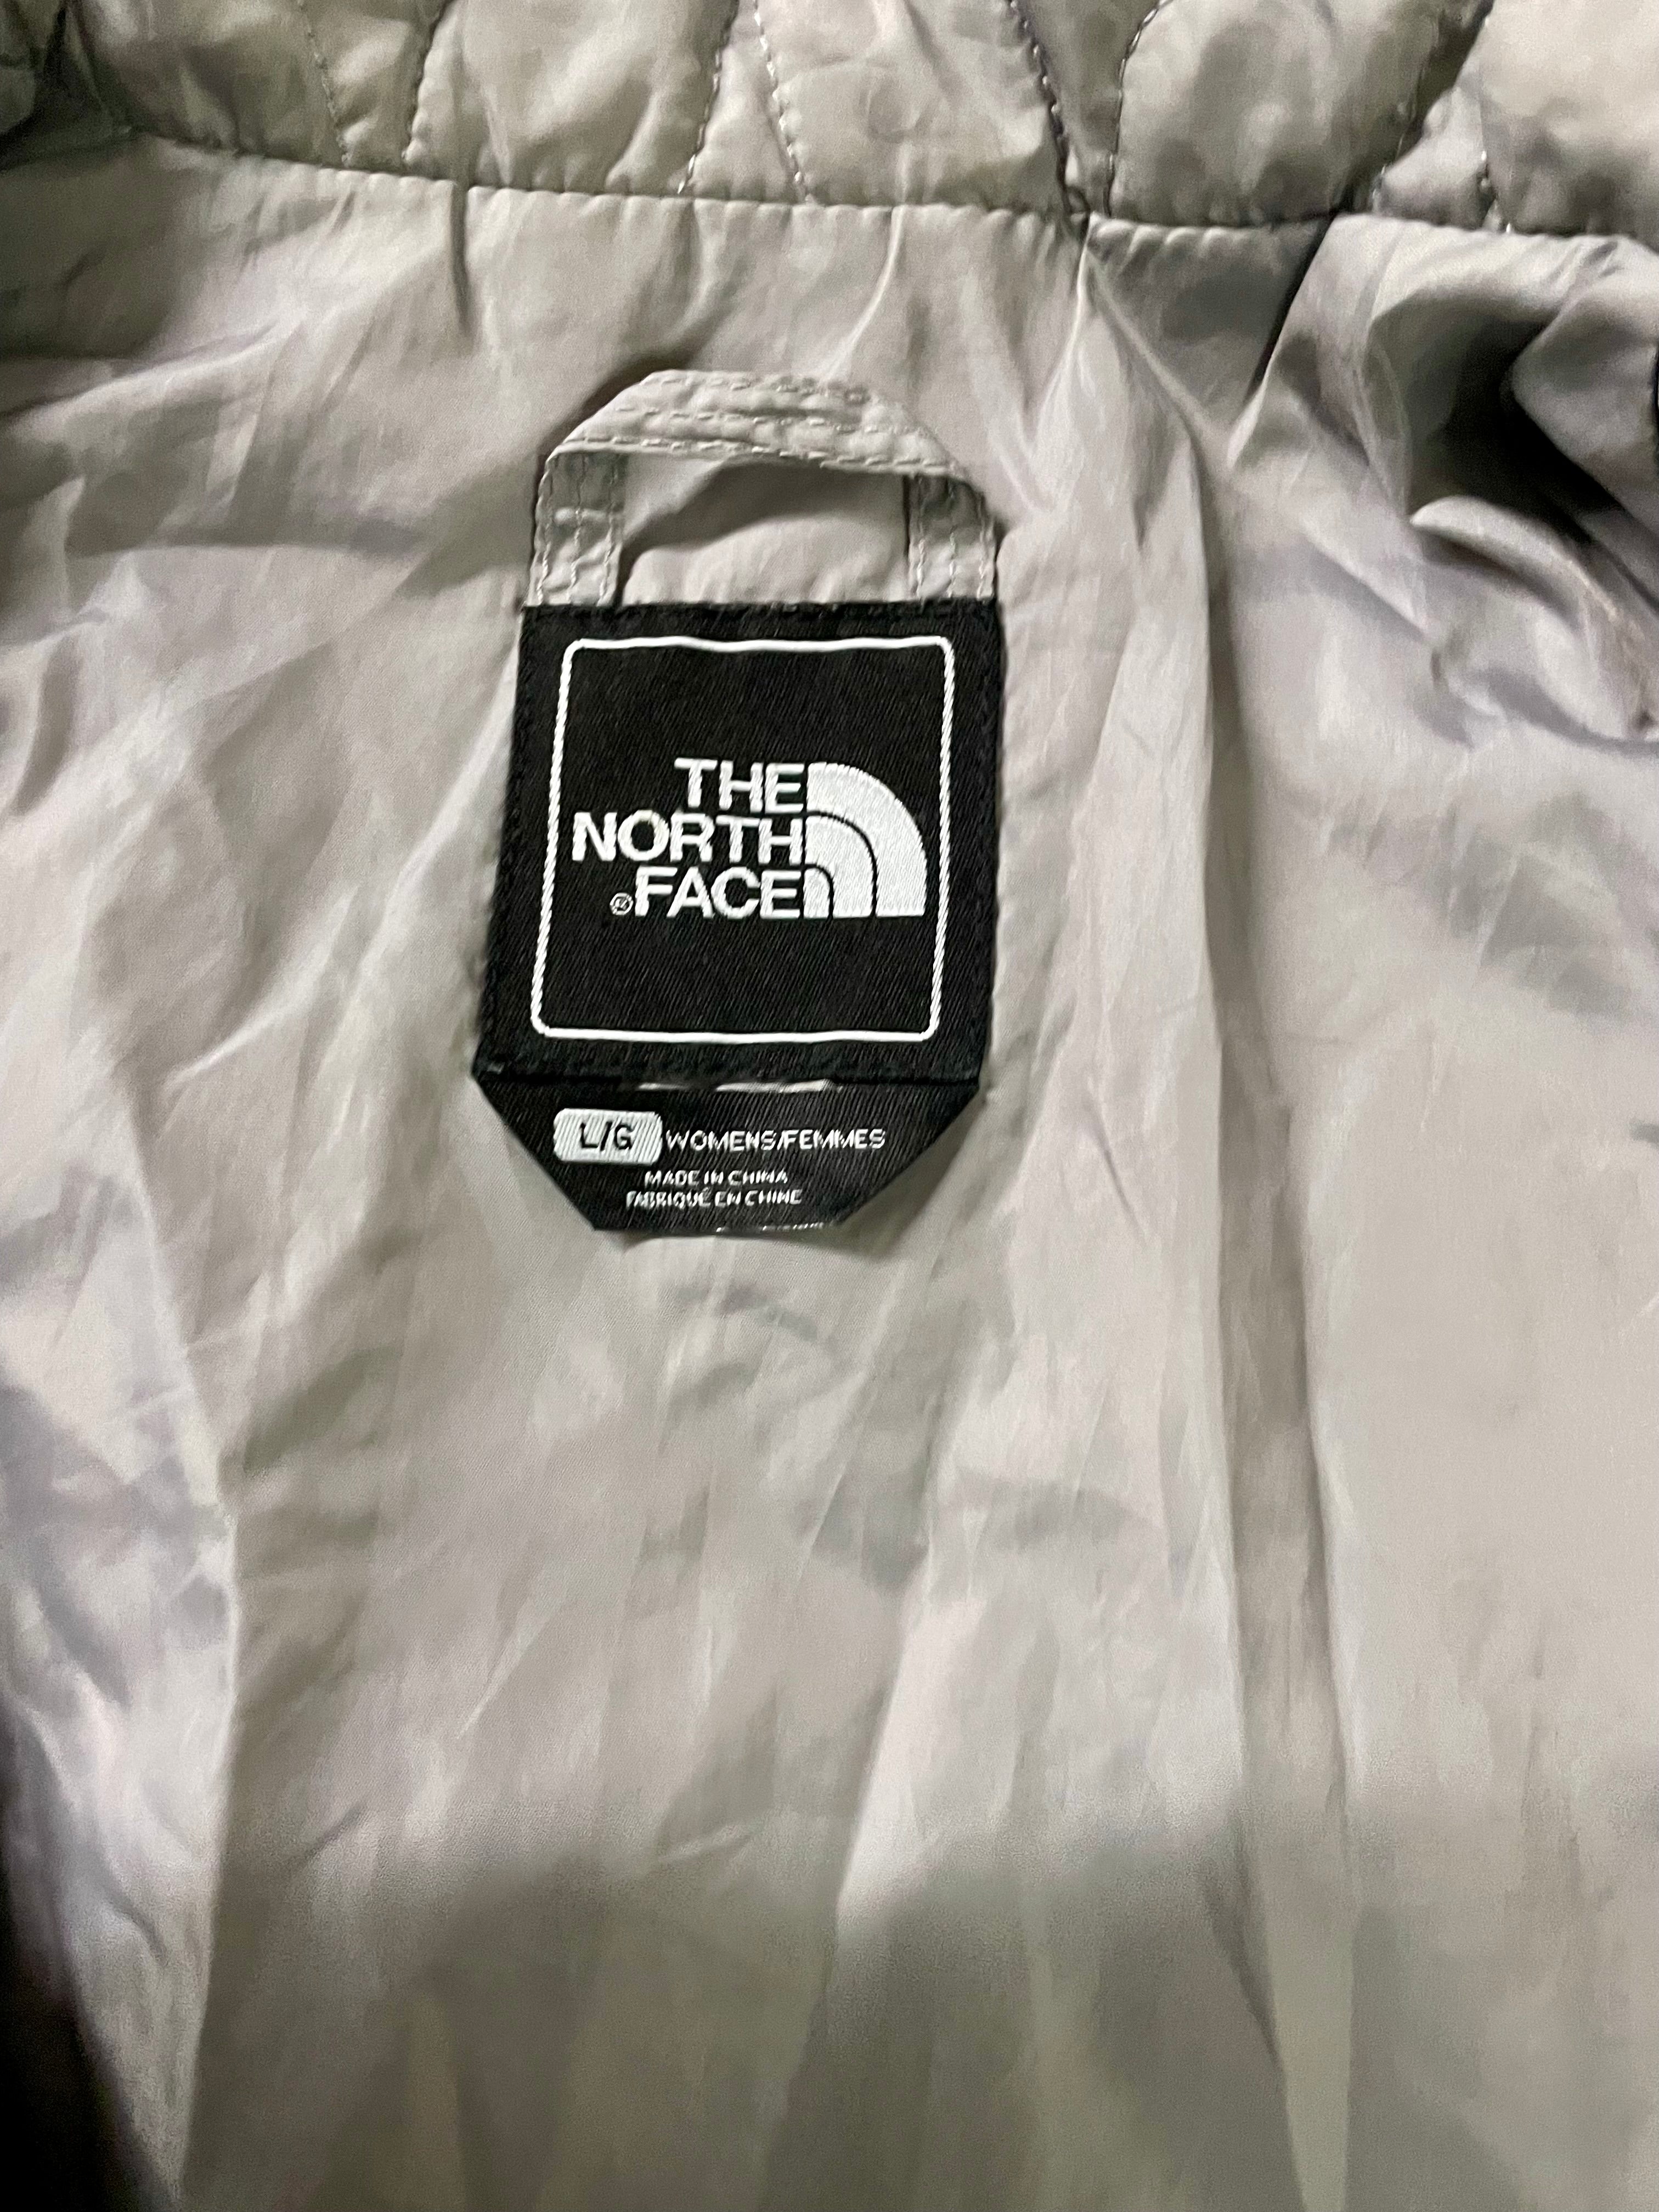 THE
NORTH
®FACE
L/G WOMENS/FEMMES
MADE IN CHINA
FABRIQUÉ EN CHINE